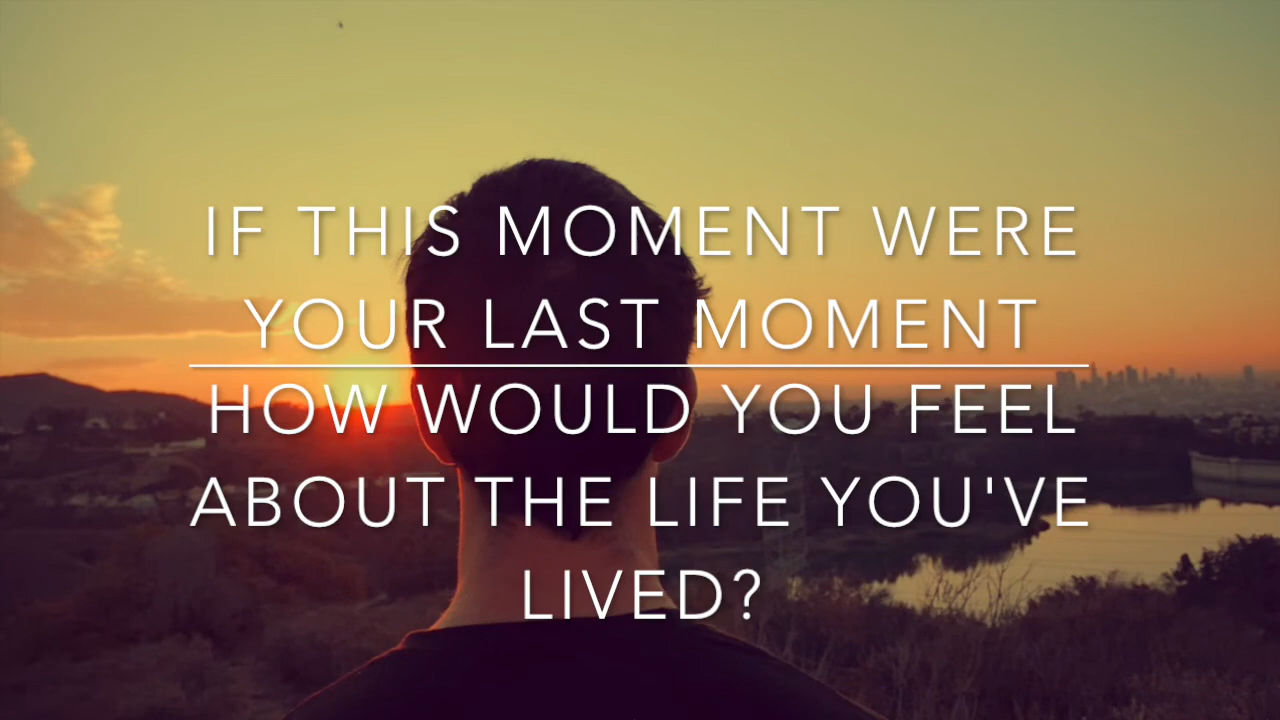 IF THIS MOMENT WERE
YOUR LAST MOMENT
HOW WOULD YOU FEEL
ABOUT THE LIFE YOU'VE
LIVED?